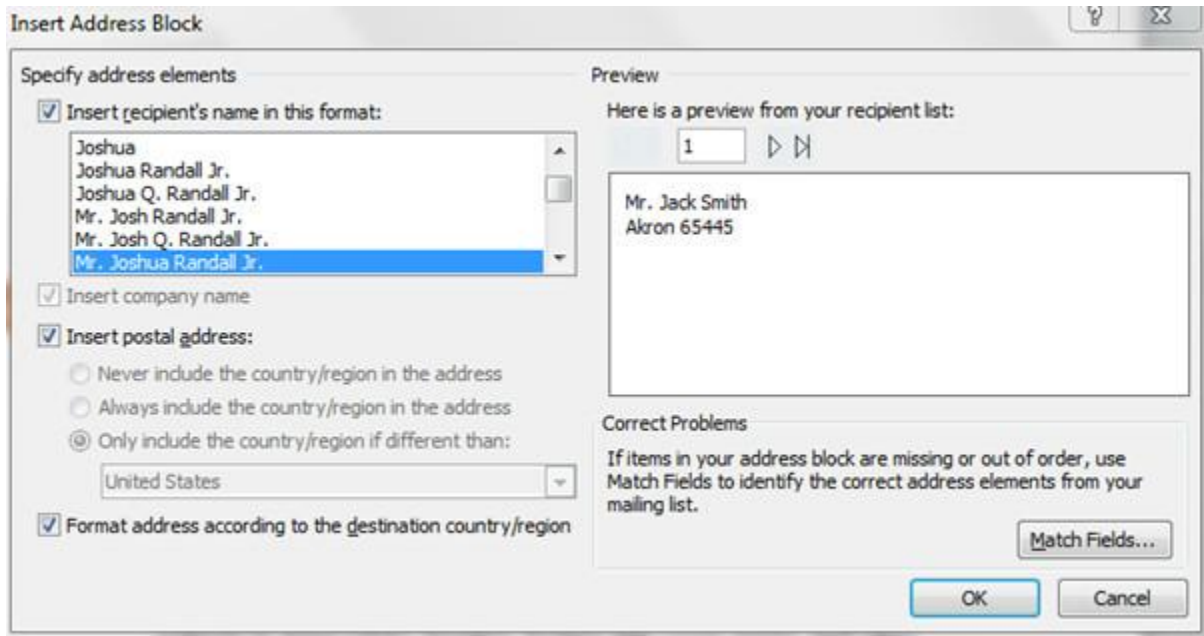 Insert Address Block
Specify address elements
Insert recipient's name in this format:
Joshua
Joshua Randall Jr.
Joshua Q. Randall Jr.
Mr. Josh Randall Jr.
Mr. Josh Q. Randall Jr.
Mr. Joshua Randall Jr.
Insert company name
Insert postal address:
Never include the country/region in the address
Always include the country/region in the address
Only include the country/region if different than:
United States
Format address according to the destination country/region
Preview
Here is a preview from your recipient list:
1
Mr. Jack Smith
Akron 65445
Correct Problems
If items in your address block are missing or out of order, use
Match Fields to identify the correct address elements from your
mailing list.
Match Fields...
OK
Cancel